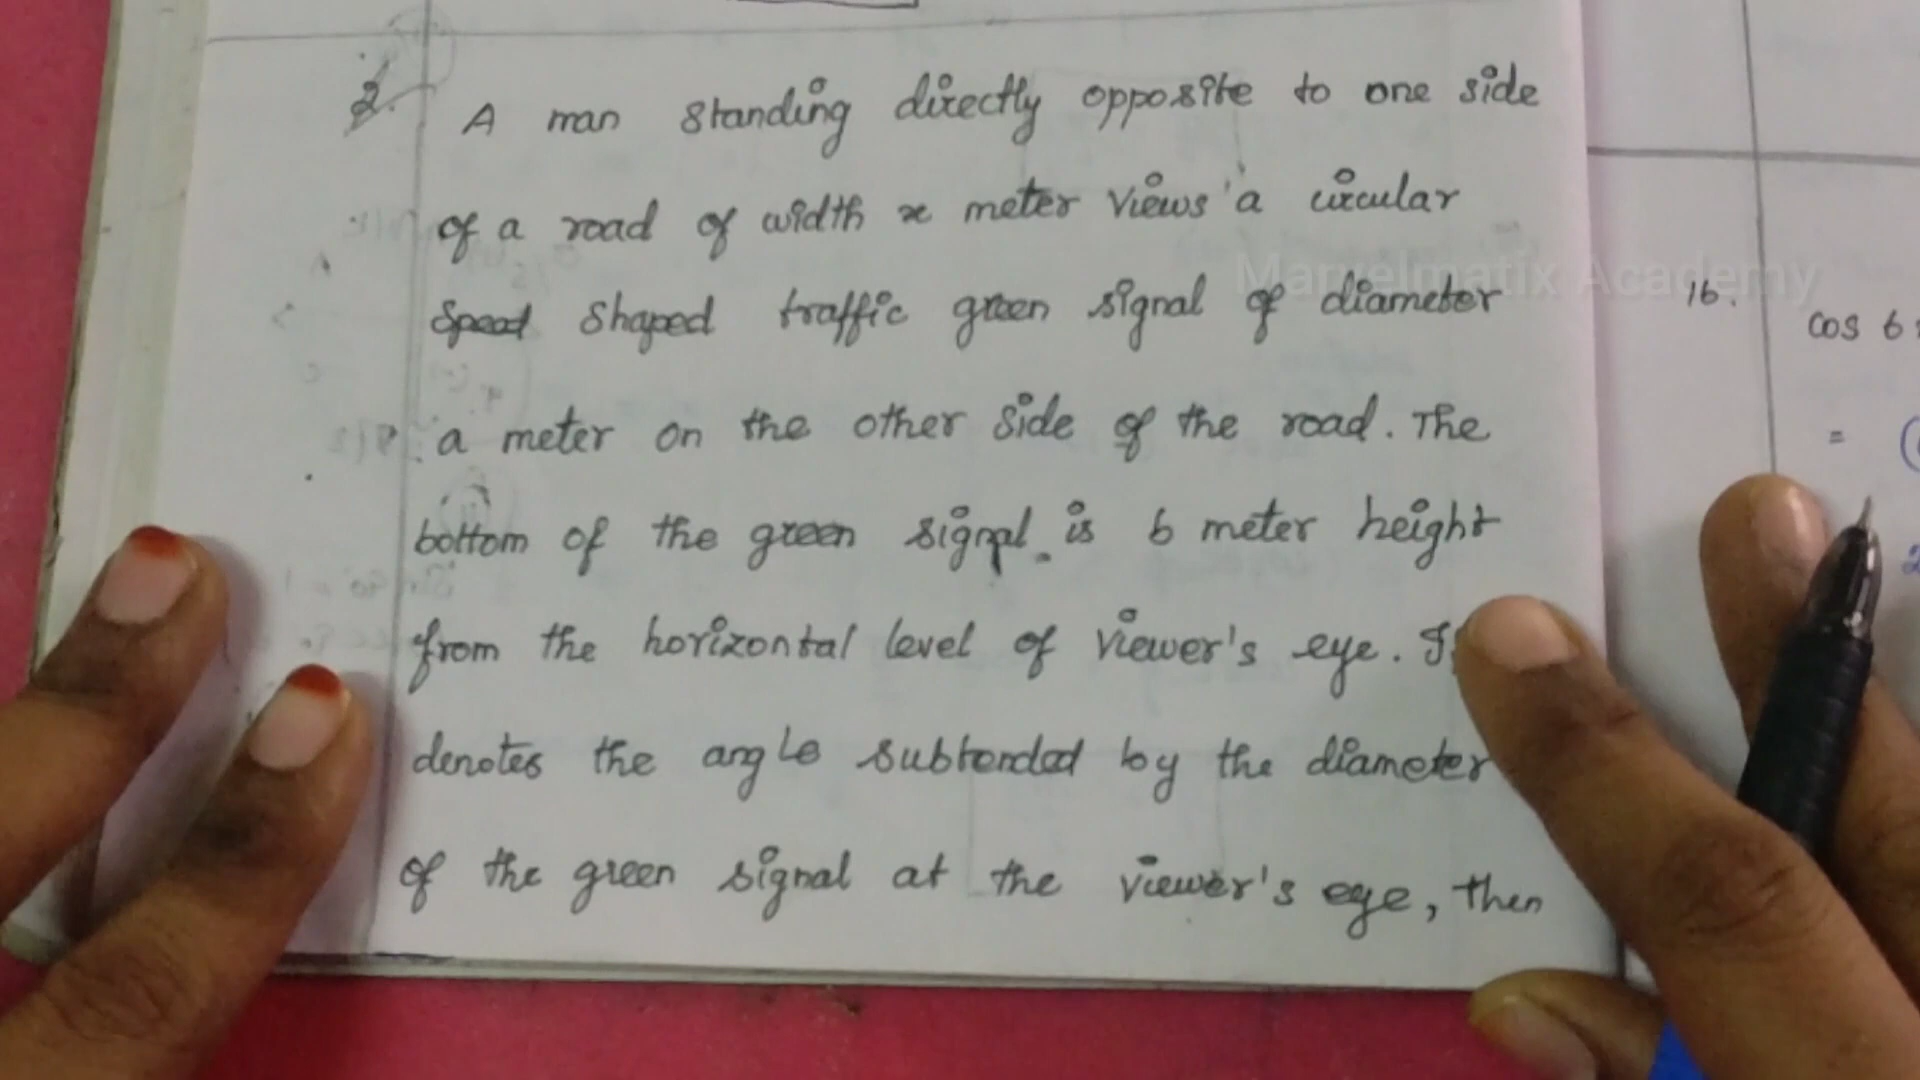 2. A man standing directly opposite to one side
of a road of width x meter views a circular
shaped traffic green signal of diameter
a meter on the other side of the road. The
bottom of the green signal is b meter height
from the horizontal level of viewer's eye.
denotes the angle subtended by the diameter
of the green signal at the viewer's eye, then
Marvelmatix Academy
16.
cos 6
=